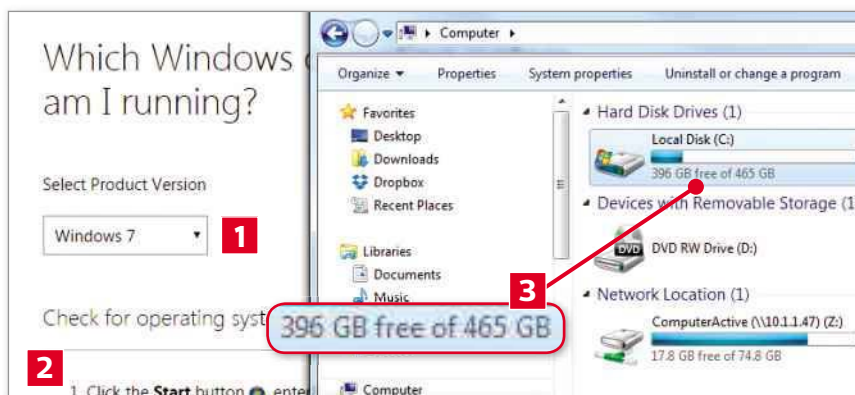 Which Windows
am I running?
Select Product Version
Windows 7
1
Check for operating syst
2
1. Click the Start button , enter
Computer
Organize
Properties
System properties
Uninstall or change a program
Favorites
Desktop
Downloads
Dropbox
Recent Places
Libraries
Documents
Music
Computer
Hard Disk Drives (1)
Local Disk (C:)
396 GB free of 465 GB
Devices with Removable Storage (1
DVD RW Drive (D:)
Network Location (1)
ComputerActive (\\10.1.1.47) (Z:)
17.8 GB free of 74.8 GB
3
396 GB free of 465 GB
DVD